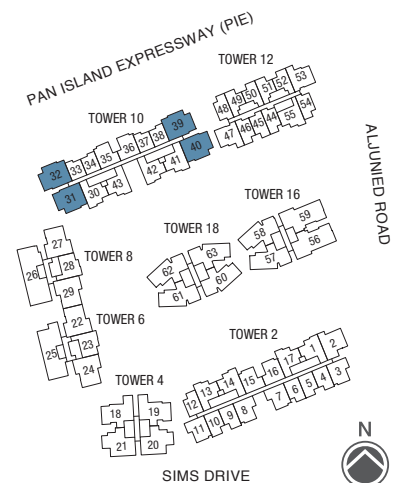 PAN ISLAND EXPRESSWAY (PIE)
TOWER 12
48 49 50 51 52 53
47 46 45 44 55 54
TOWER 10
32 33 34 35 36 37 38 39
31 30 43 42 41 40
ALJUNIED ROAD
TOWER 16
58 59
57 56
TOWER 18
62 63
61 60
TOWER 8
27
26 28
29
TOWER 6
22
25 23
24
TOWER 2
12 13 14 15 16 17 1 2
11 10 9 8 7 6 5 4 3
TOWER 4
18 19
21 20
N
SIMS DRIVE